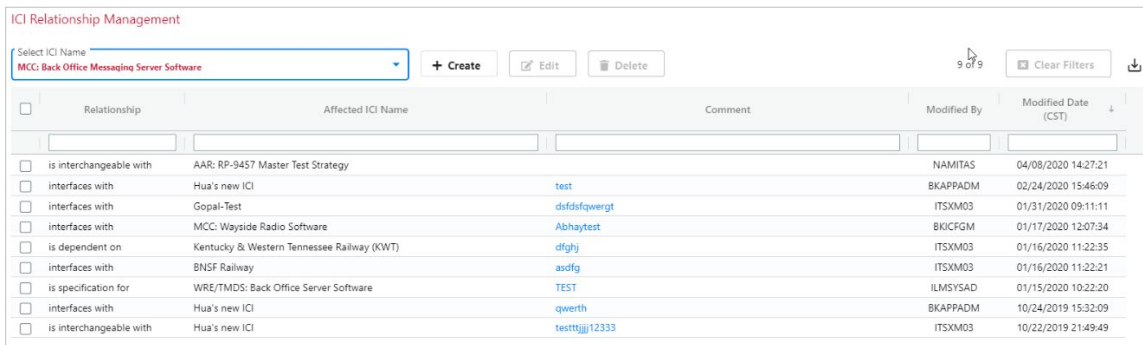 ICI Relationship Management
Select ICI Name
MCC: Back Office Messaging Server Software
+ Create Edit Delete 9 of 9 Clear Filters
Relationship Affected ICI Name Comment Modified By Modified Date
(CST)
is interchangeable with AAR: RP-9457 Master Test Strategy NAMITAS 04/08/2020 14:27:21
interfaces with Hua's new ICI test BKAPPADM 02/24/2020 15:46:09
interfaces with Gopal-Test dsfdsfqwergt ITSXM03 01/31/2020 09:11:11
interfaces with MCC: Wayside Radio Software Abhaytest BKICFGM 01/17/2020 12:07:34
is dependent on Kentucky & Western Tennessee Railway (KWT) dfghj ITSXM03 01/16/2020 11:22:35
interfaces with BNSF Railway asdfg ITSXM03 01/16/2020 11:22:21
is specification for WRE/TMDS: Back Office Server Software TEST ILMSYSAD 01/15/2020 10:22:20
interfaces with Hua's new ICI qwerth BKAPPADM 10/24/2019 15:32:09
is interchangeable with Hua's new ICI testttjjjj12333 ITSXM03 10/22/2019 21:49:49